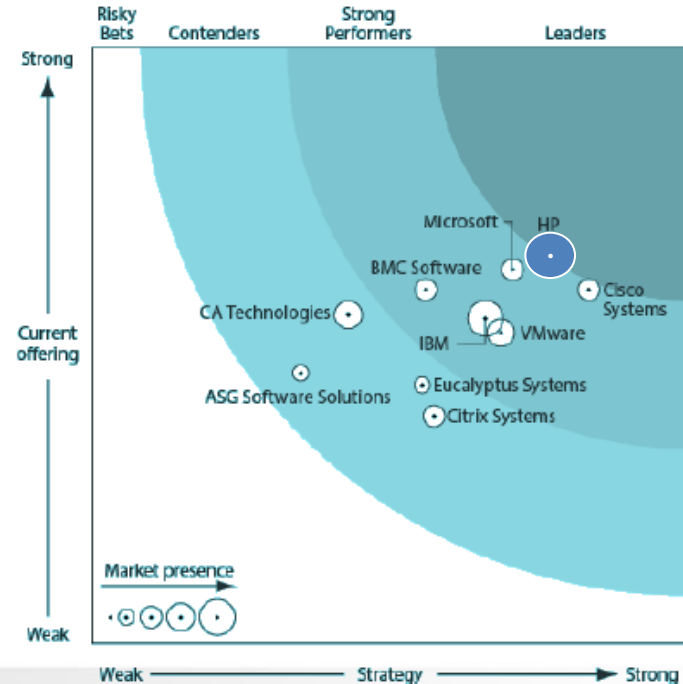 Risky
Bets
Contenders
Strong
Performers
Leaders
Strong
Microsoft
HP
BMC Software
Cisco
Systems
CA Technologies
Current
offering
IBM
VMware
ASG Software Solutions
Eucalyptus Systems
Citrix Systems
Market presence
Weak
Weak
Strategy
Strong